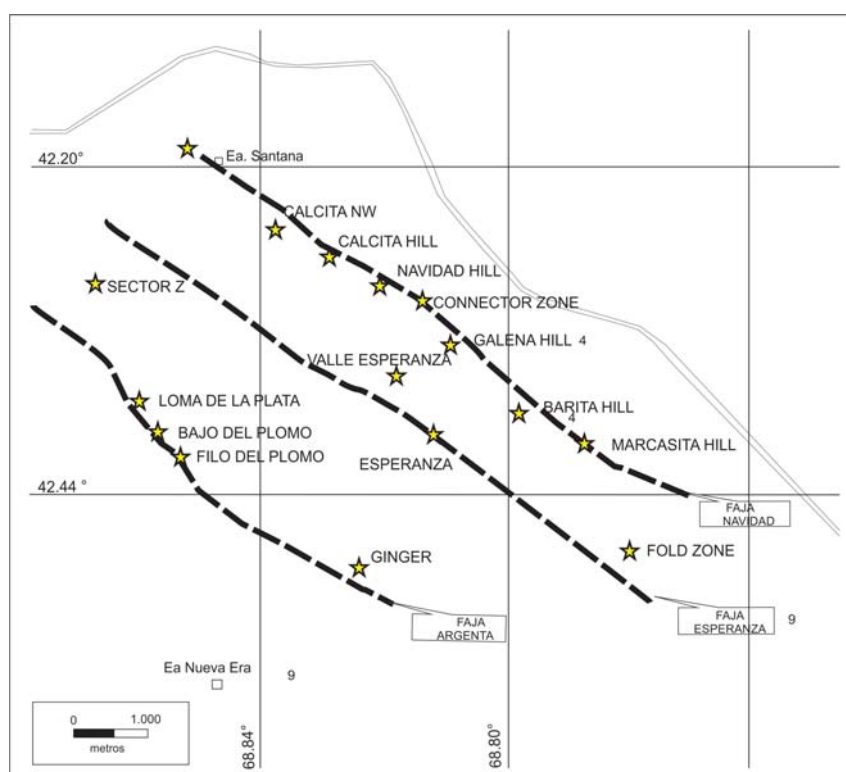 42.20°
Ea. Santana
CALCITA NW
CALCITA HILL
NAVIDAD HILL
SECTOR Z
CONNECTOR ZONE
GALENA HILL 4
VALLE ESPERANZA
LOMA DE LA PLATA
BARITA HILL
4
BAJO DEL PLOMO
MARCASITA HILL
FILO DEL PLOMO
ESPERANZA
42.44 °
FAJA
NAVIDAD
FOLD ZONE
GINGER
FAJA
ARGENTA
FAJA
ESPERANZA
9
Ea Nueva Era
9
0 1.000
metros
68.84°
68.80°